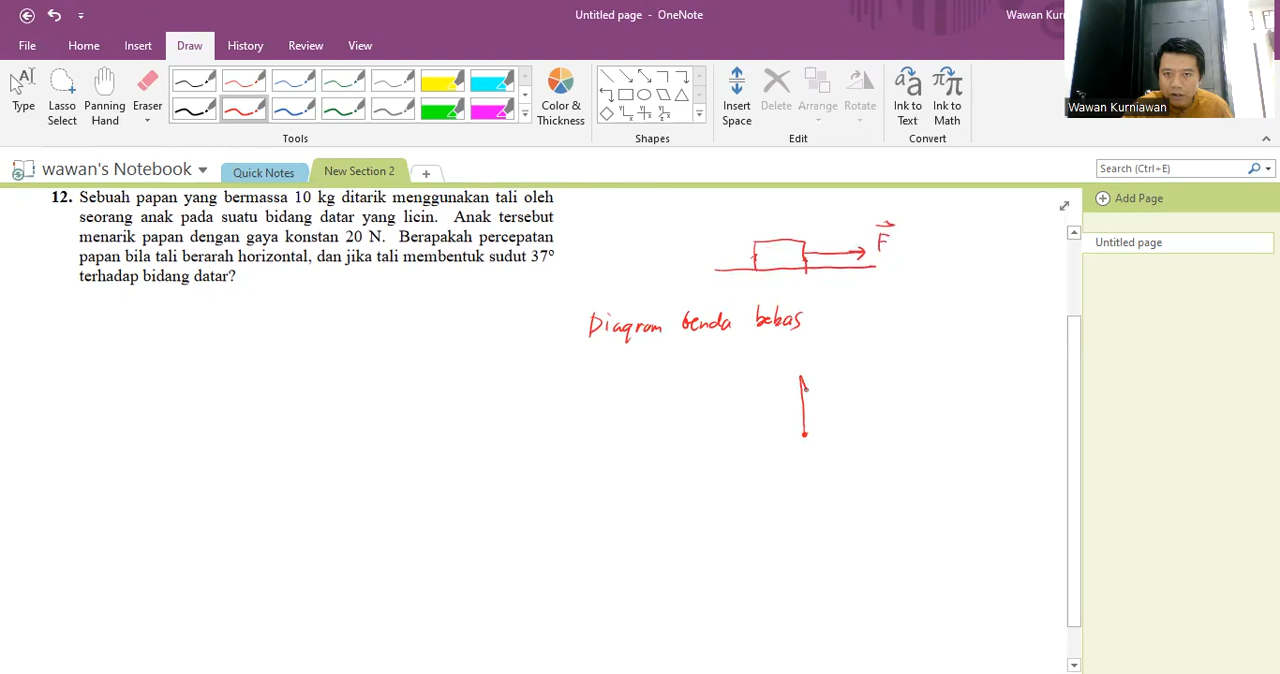 Untitled page - OneNote
Wawan Kurn
File
Home
Insert
Draw
History
Review
View
Type
Lasso Select
Panning Hand
Eraser
Color & Thickness
Insert Space
Delete
Arrange
Rotate
Ink to Text
Ink to Math
Tools
Shapes
Edit
Convert
Wawan Kurniawan
wawan's Notebook
Quick Notes
New Section 2
Search (Ctrl+E)
Add Page
Untitled page
12. Sebuah papan yang bermassa 10 kg ditarik menggunakan tali oleh
seorang anak pada suatu bidang datar yang licin. Anak tersebut
menarik papan dengan gaya konstan 20 N. Berapakah percepatan
papan bila tali berarah horizontal, dan jika tali membentuk sudut 37º
terhadap bidang datar?
F
Diagram benda bebas